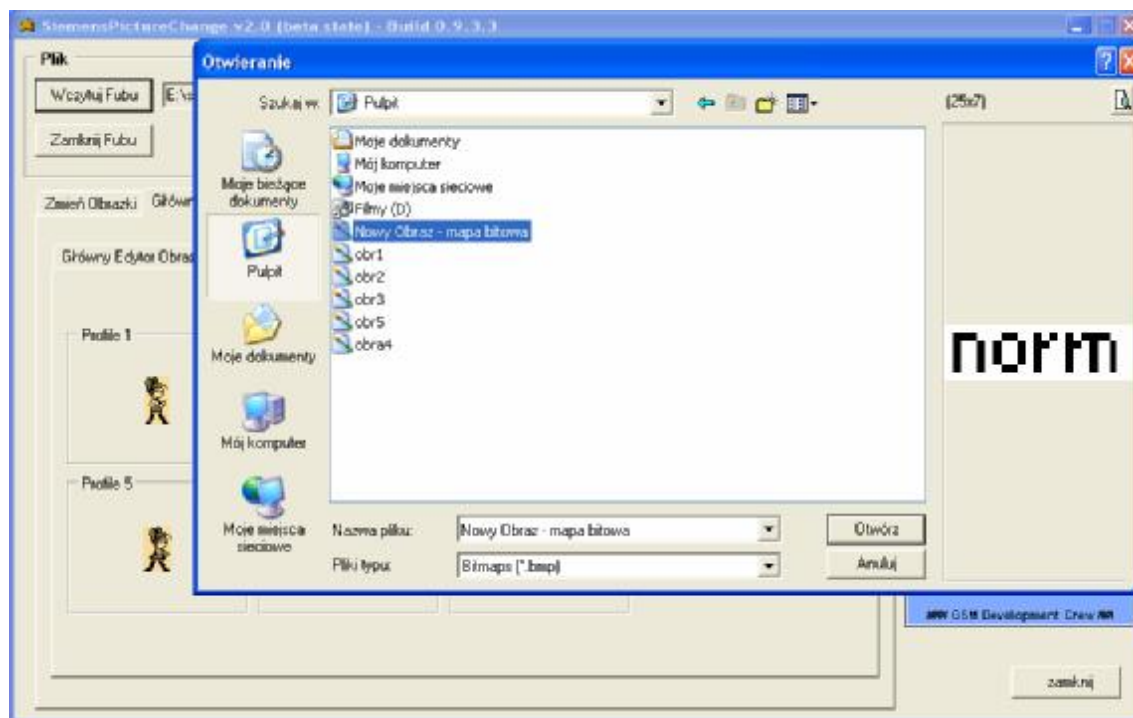 SiemensPictureChange v2.0 (beta state) - Build 0.9.3.3
Plik
Wczytuj Fubu
E:\
Zamknij Fubu
Zmień Obrazki
Główn
Główny Edytor Obraz
Profile 1
Profile 5
Otwieranie
Szukaj w:
Pulpit
(25x7)
Moje bieżące
dokumenty
Pulpit
Moje dokumenty
Mój komputer
Moje miejsca
sieciowe
Moje dokumenty
Mój komputer
Moje miejsca sieciowe
Filmy (D)
Nowy Obraz - mapa bitowa
obr1
obr2
obr3
obr5
obra4
norm
Nazwa pliku:
Nowy Obraz - mapa bitowa
Otwórz
Pliki typu:
Bitmaps (*.bmp)
Anuluj
GSM Development Crew
zamknij